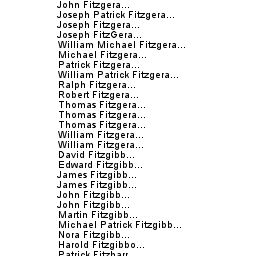 John Fitzgera...
Joseph Patrick Fitzgera...
Joseph Fitzgera...
Joseph FitzGera...
William Michael Fitzgera...
Michael Fitzgera...
Patrick Fitzgera...
William Patrick Fitzgera...
Ralph Fitzgera...
Robert Fitzgera...
Thomas Fitzgera...
Thomas Fitzgera...
Thomas Fitzgera...
William Fitzgera...
William Fitzgera...
David Fitzgibb...
Edward Fitzgibb...
James Fitzgibb...
James Fitzgibb...
John Fitzgibb...
John Fitzgibb...
Martin Fitzgibb...
Michael Patrick Fitzgibb...
Nora Fitzgibb...
Harold Fitzgibbo...
Patrick Fitzharr...